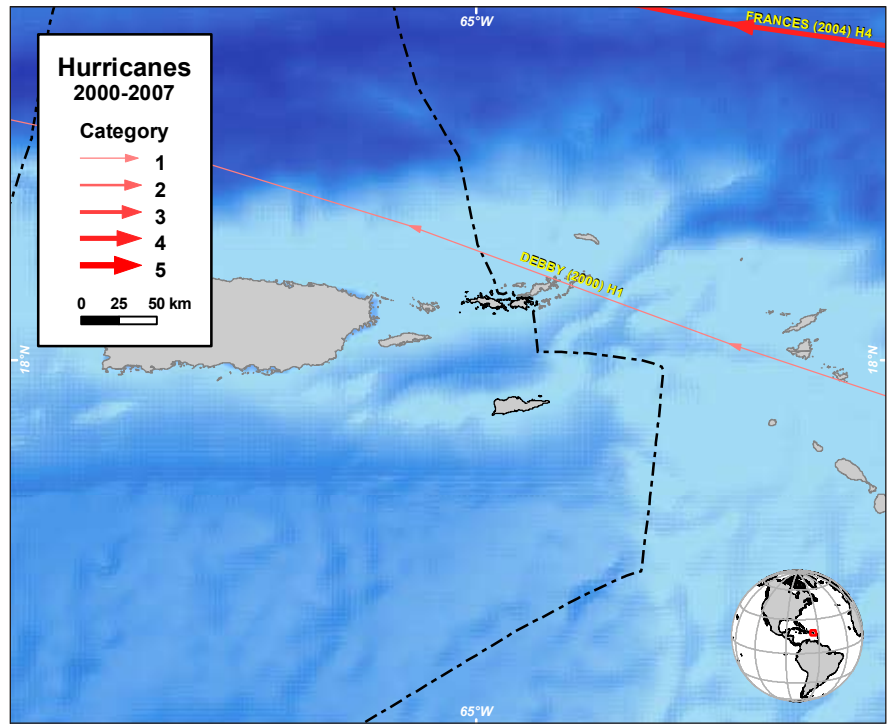 65°W
FRANCES (2004) H4
Hurricanes
2000-2007
Category
1
2
3
4
5
0 25 50 km
DEBBY (2000) H1
18°N
18°N
65°W